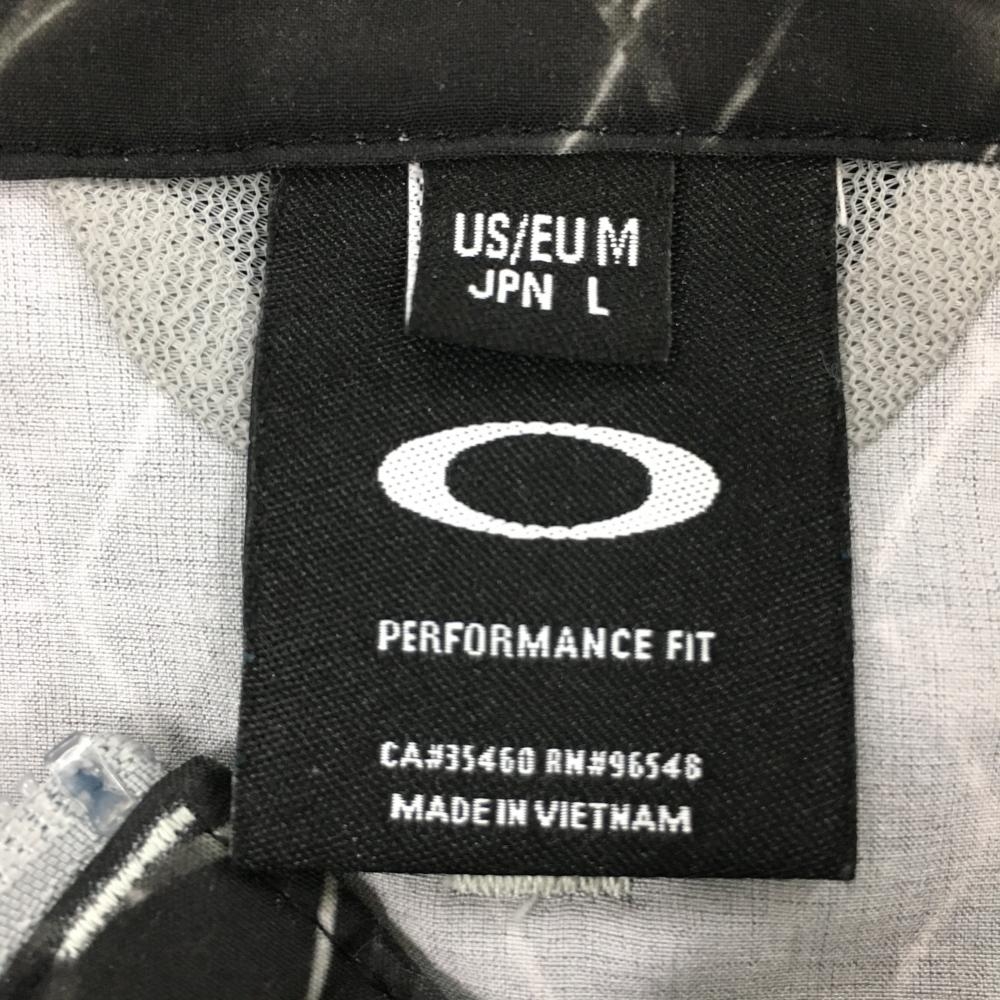 US/EU M
JPN L
PERFORMANCE FIT
CA#35460 RN#96548
MADE IN VIETNAM